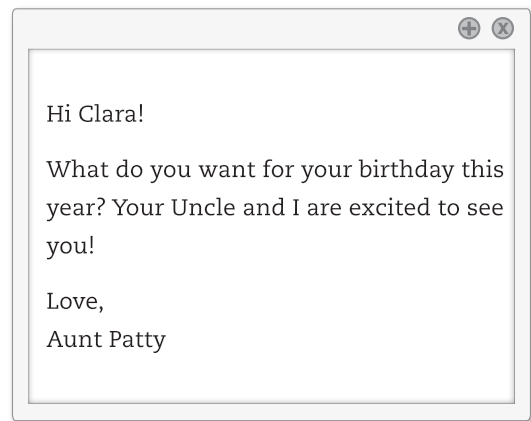 Hi Clara!
What do you want for your birthday this
year? Your Uncle and I are excited to see
you!
Love,
Aunt Patty